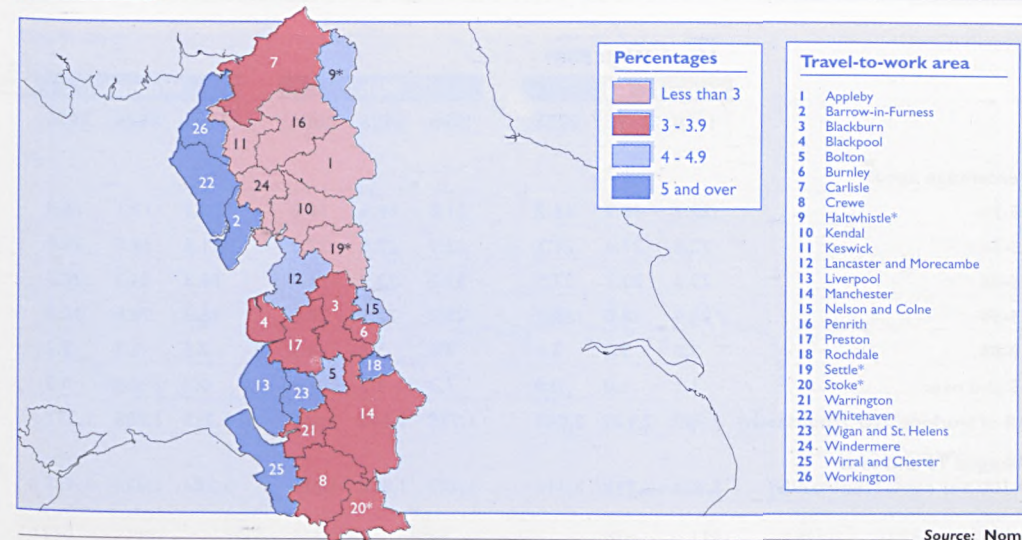 7
9*
16
26
11
1
22
24
10
2
19*
12
3
15
4
6
17
18
5
13
23
14
21
25
8
20*
Percentages
Less than 3
3 - 3.9
4 - 4.9
5 and over
Travel-to-work area
1 Appleby
2 Barrow-in-Furness
3 Blackburn
4 Blackpool
5 Bolton
6 Burnley
7 Carlisle
8 Crewe
9 Haltwhistle*
10 Kendal
11 Keswick
12 Lancaster and Morecambe
13 Liverpool
14 Manchester
15 Nelson and Colne
16 Penrith
17 Preston
18 Rochdale
19 Settle*
20 Stoke*
21 Warrington
22 Whitehaven
23 Wigan and St. Helens
24 Windermere
25 Wirral and Chester
26 Workington
Source: Nom